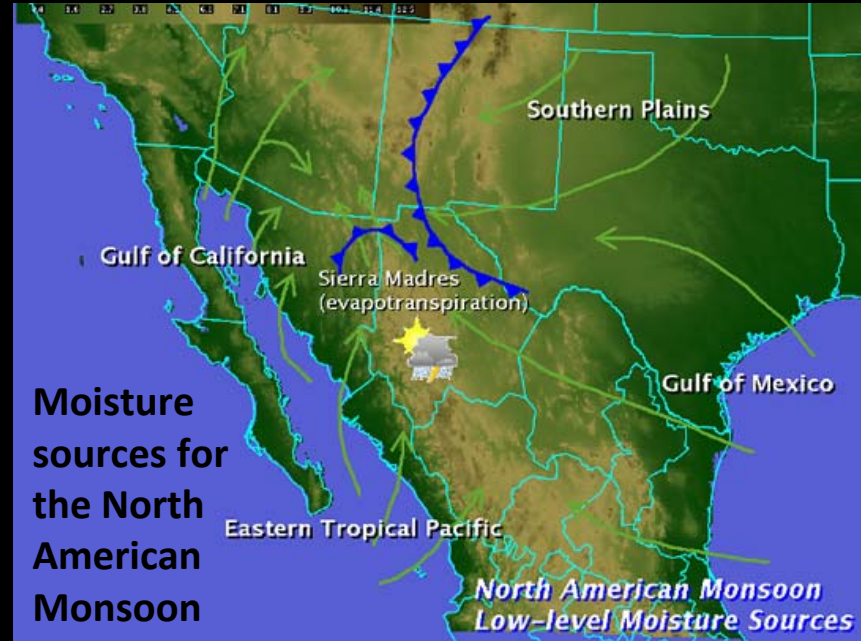 Southern Plains
Gulf of California
Sierra Madres
(evapotranspiration)
Gulf of Mexico
Moisture
sources for
the North
American
Monsoon
Eastern Tropical Pacific
North American Monsoon
Low-level Moisture Sources